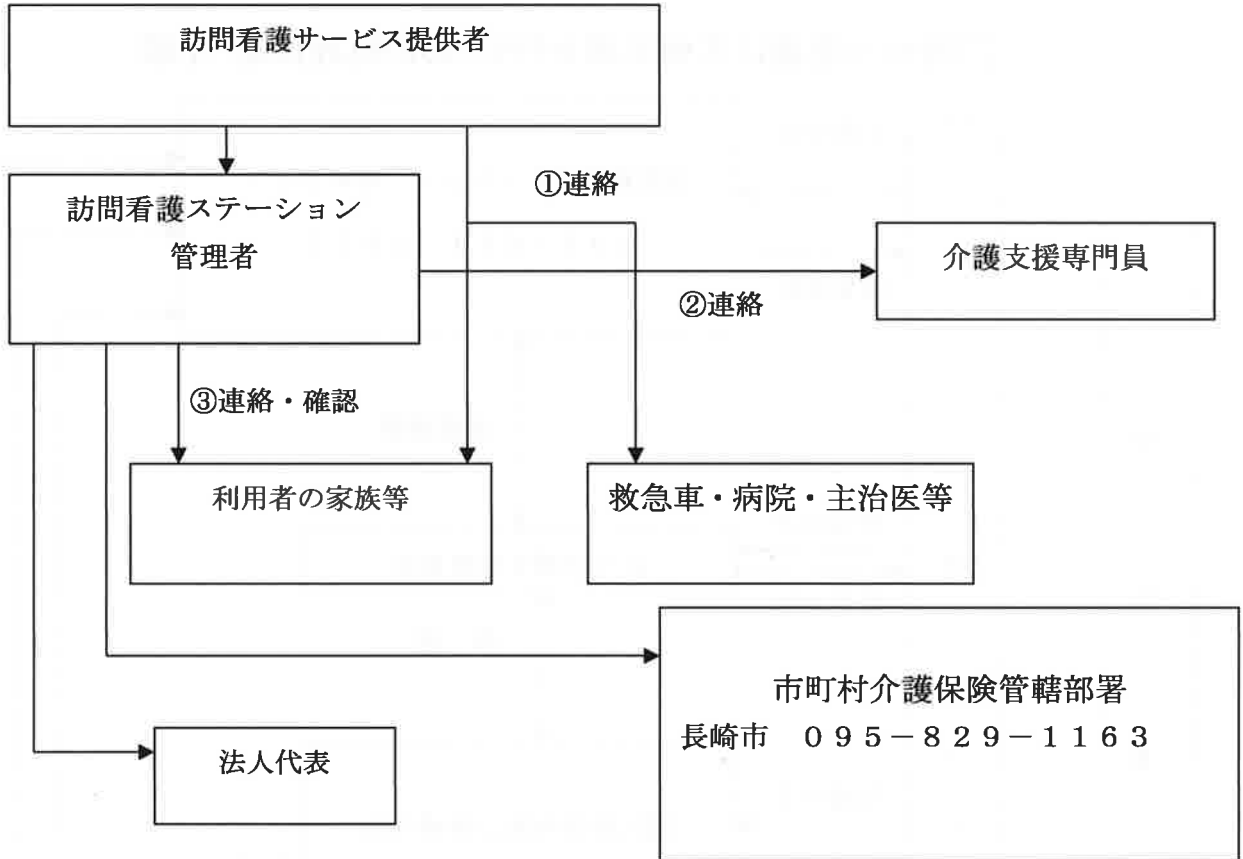 訪問看護サービス提供者
訪問看護ステーション
管理者
①連絡
介護支援専門員
②連絡
③連絡・確認
利用者の家族等
救急車・病院・主治医等
市町村介護保険管轄部署
長崎市　０９５－８２９－１１６３
法人代表